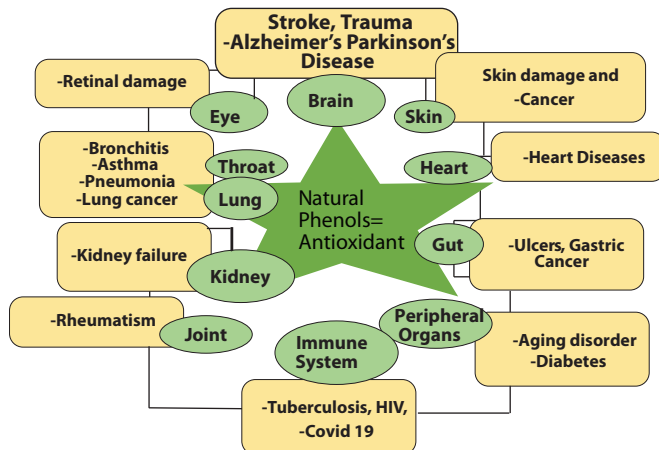 Stroke, Trauma
-Alzheimer’s Parkinson’s
Disease
-Retinal damage
Skin damage and
-Cancer
Brain
Eye
Skin
-Bronchitis
-Asthma
-Pneumonia
-Lung cancer
Throat
Lung
Heart
-Heart Diseases
Natural
Phenols=
Antioxidant
-Kidney failure
Kidney
Gut
-Ulcers, Gastric
Cancer
-Rheumatism
Joint
Immune
System
Peripheral
Organs
-Aging disorder
-Diabetes
-Tuberculosis, HIV,
-Covid 19